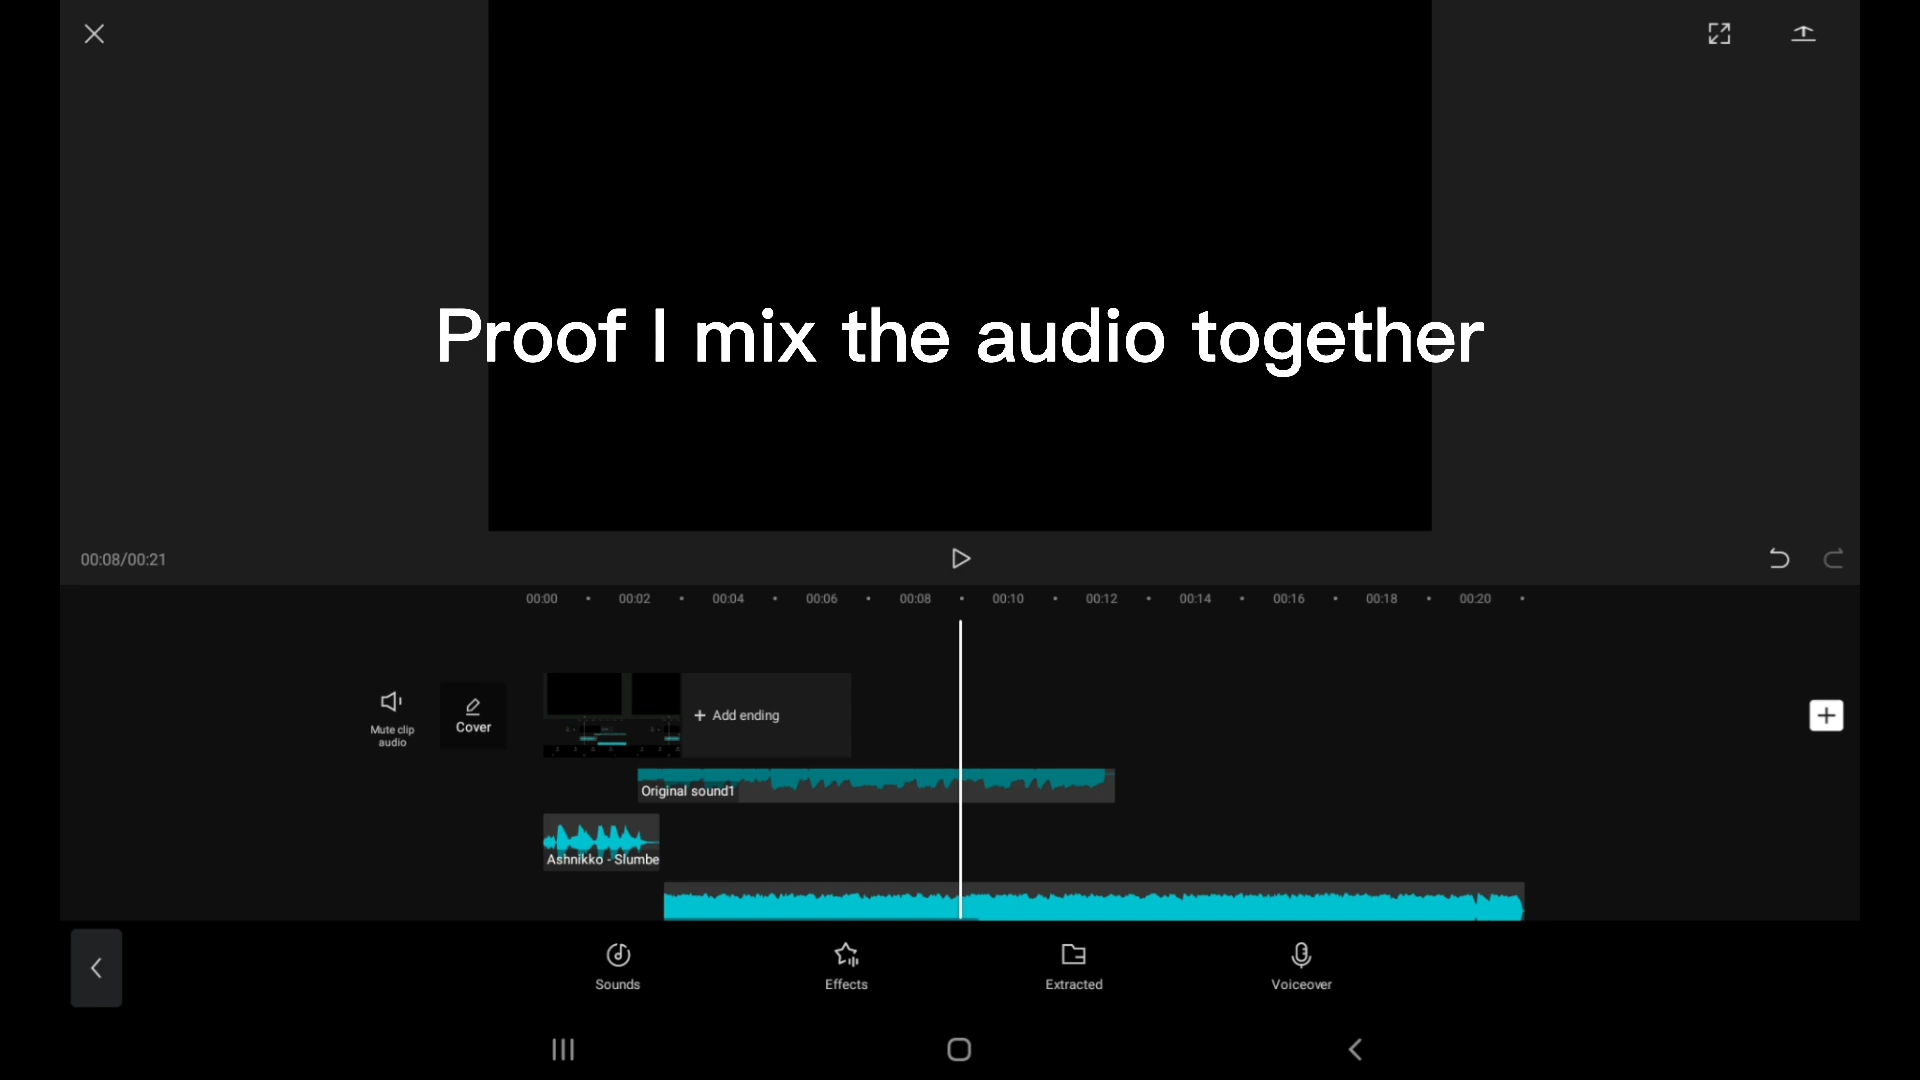 Proof I mix the audio together
00:08/00:21
00:00 00:02 00:04 00:06 00:08 00:10 00:12 00:14 00:16 00:18 00:20
Mute clip
audio
Cover
+ Add ending
Original sound1
Ashnikko - Slumbe
Sounds
Effects
Extracted
Voiceover